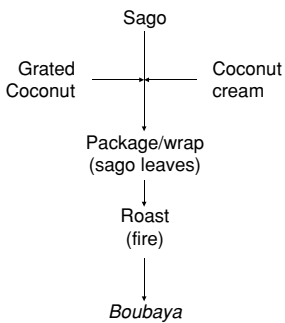 Sago
Grated
Coconut
Coconut
cream
Package/wrap
(sago leaves)
Roast
(fire)
Boubaya